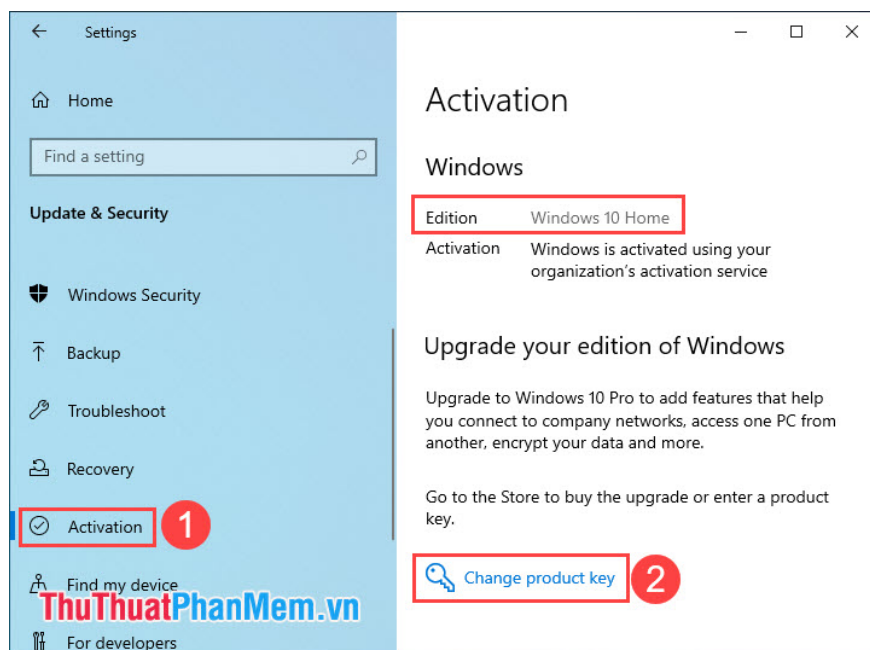 Settings
Home
Find a setting
Update & Security
Windows Security
Backup
Troubleshoot
Recovery
Activation
1
Find my device
ThuThuatPhanMem.vn
For developers
Activation
Windows
Edition Windows 10 Home
Activation Windows is activated using your
organization's activation service
Upgrade your edition of Windows
Upgrade to Windows 10 Pro to add features that help
you connect to company networks, access one PC from
another, encrypt your data and more.
Go to the Store to buy the upgrade or enter a product
key.
Change product key
2